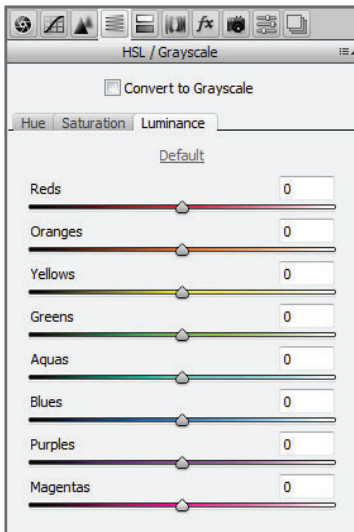 fx
HSL / Grayscale
Convert to Grayscale
Hue Saturation Luminance
Default
Reds 0
Oranges 0
Yellows 0
Greens 0
Aquas 0
Blues 0
Purples 0
Magentas 0